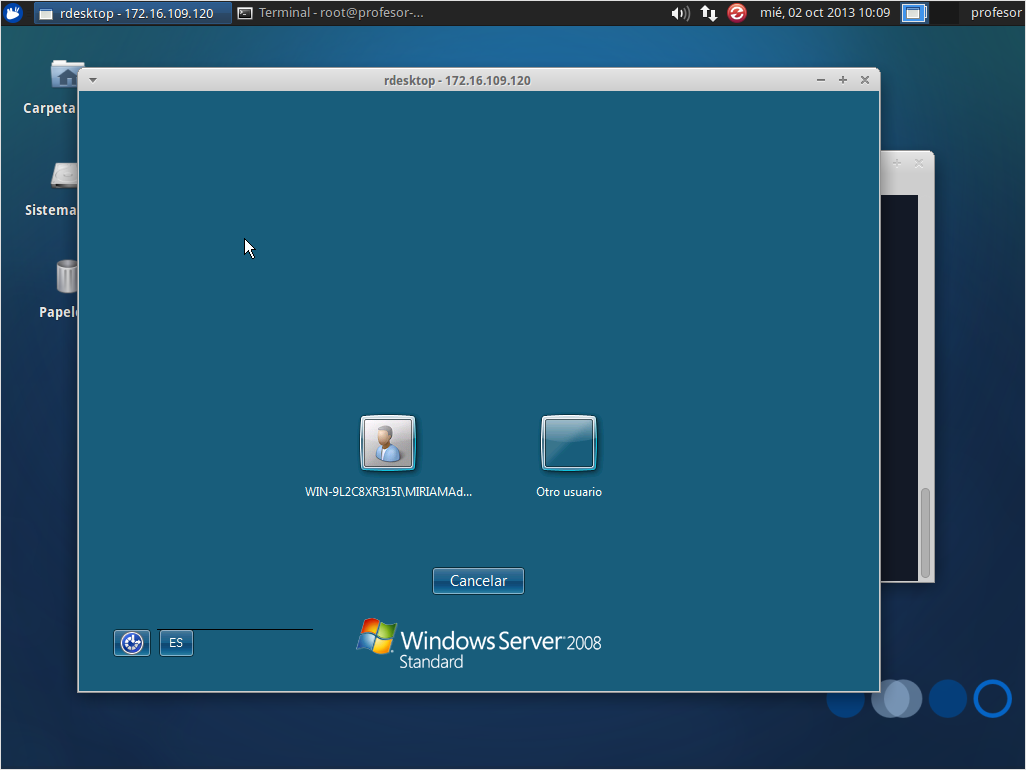 rdesktop - 172.16.109.120
Terminal - root@profesor-...
mié, 02 oct 2013 10:09
profesor
rdesktop - 172.16.109.120
Carpeta
Sistema
Papel
WIN-9L2C8XR315I\MIRIAMAd...
Otro usuario
Cancelar
ES
Windows Server 2008
Standard